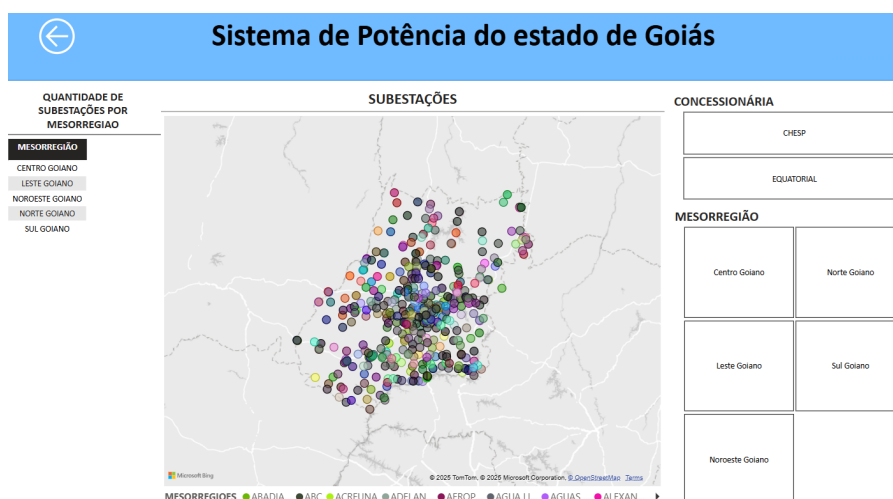 Sistema de Potência do estado de Goiás
QUANTIDADE DE
SUBESTAÇÕES POR
MESORREGIAO
MESORREGIÃO
CENTRO GOIANO
LESTE GOIANO
NOROESTE GOIANO
NORTE GOIANO
SUL GOIANO
SUBESTAÇÕES
Microsoft Bing
© 2025 TomTom, © 2025 Microsoft Corporation, © OpenStreetMap Terms
MESORREGIOES ABADIA ABC ACREUNA ADELAN AEROP AGUA LI AGUAS ALEXAN
CONCESSIONÁRIA
CHESP
EQUATORIAL
MESORREGIÃO
Centro Goiano
Norte Goiano
Leste Goiano
Sul Goiano
Noroeste Goiano